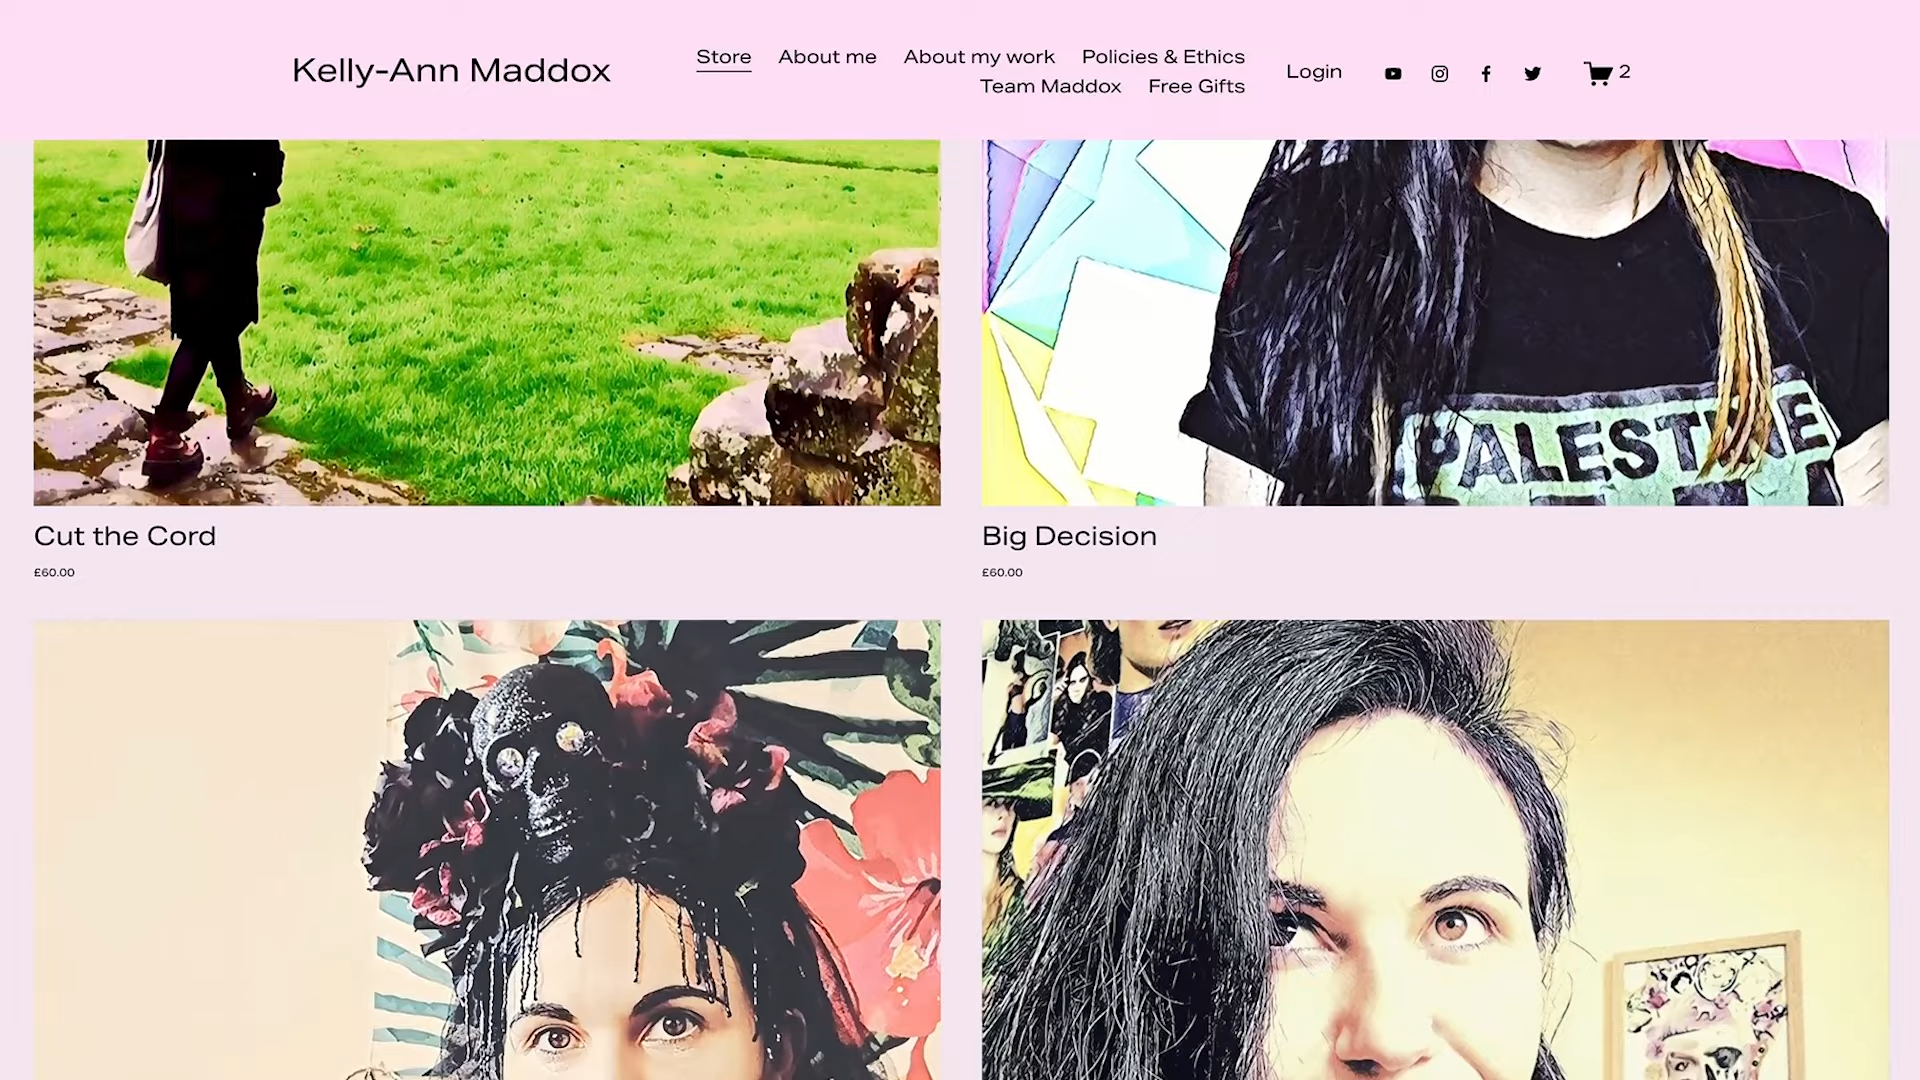 Kelly-Ann Maddox
Store About me About my work Policies & Ethics
Team Maddox Free Gifts
Login
2
PALESTINE
Cut the Cord
£60.00
Big Decision
£60.00